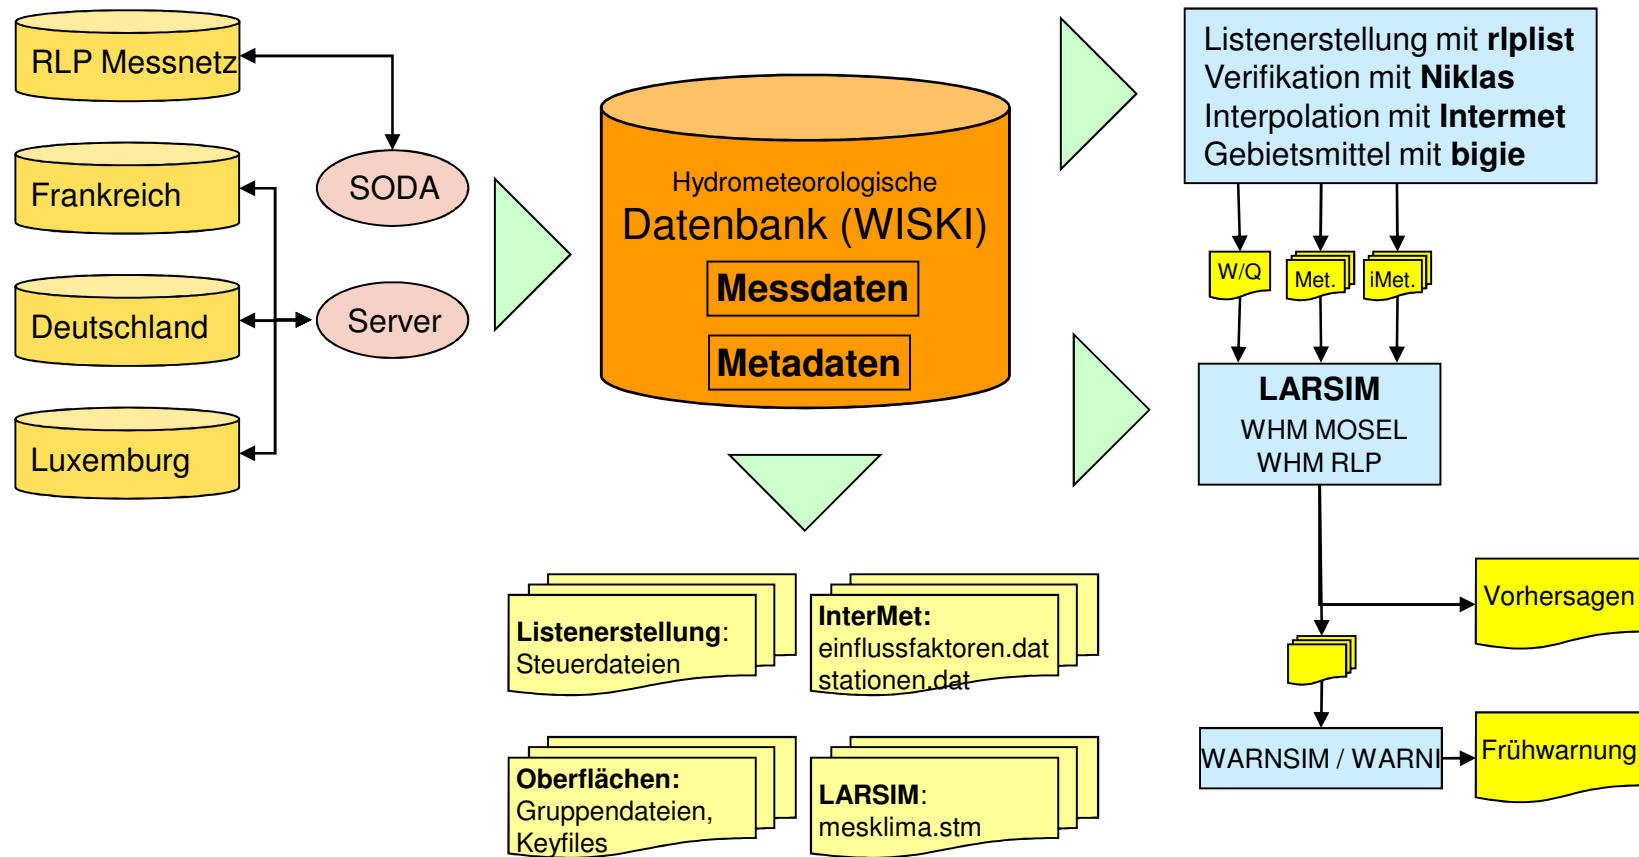 RLP Messnetz
Frankreich
Deutschland
Luxemburg
SODA
Server
Hydrometeorologische
Datenbank (WISKI)
Messdaten
Metadaten
Listenerstellung mit rlplist
Verifikation mit Niklas
Interpolation mit Intermet
Gebietsmittel mit bigie
W/Q
Met.
iMet.
LARSIM
WHM MOSEL
WHM RLP
Vorhersagen
WARNSIM / WARNI
Frühwarnung
Listenerstellung:
Steuerdateien
InterMet:
einflussfaktoren.dat
stationen.dat
Oberflächen:
Gruppendateien,
Keyfiles
LARSIM:
mesklima.stm